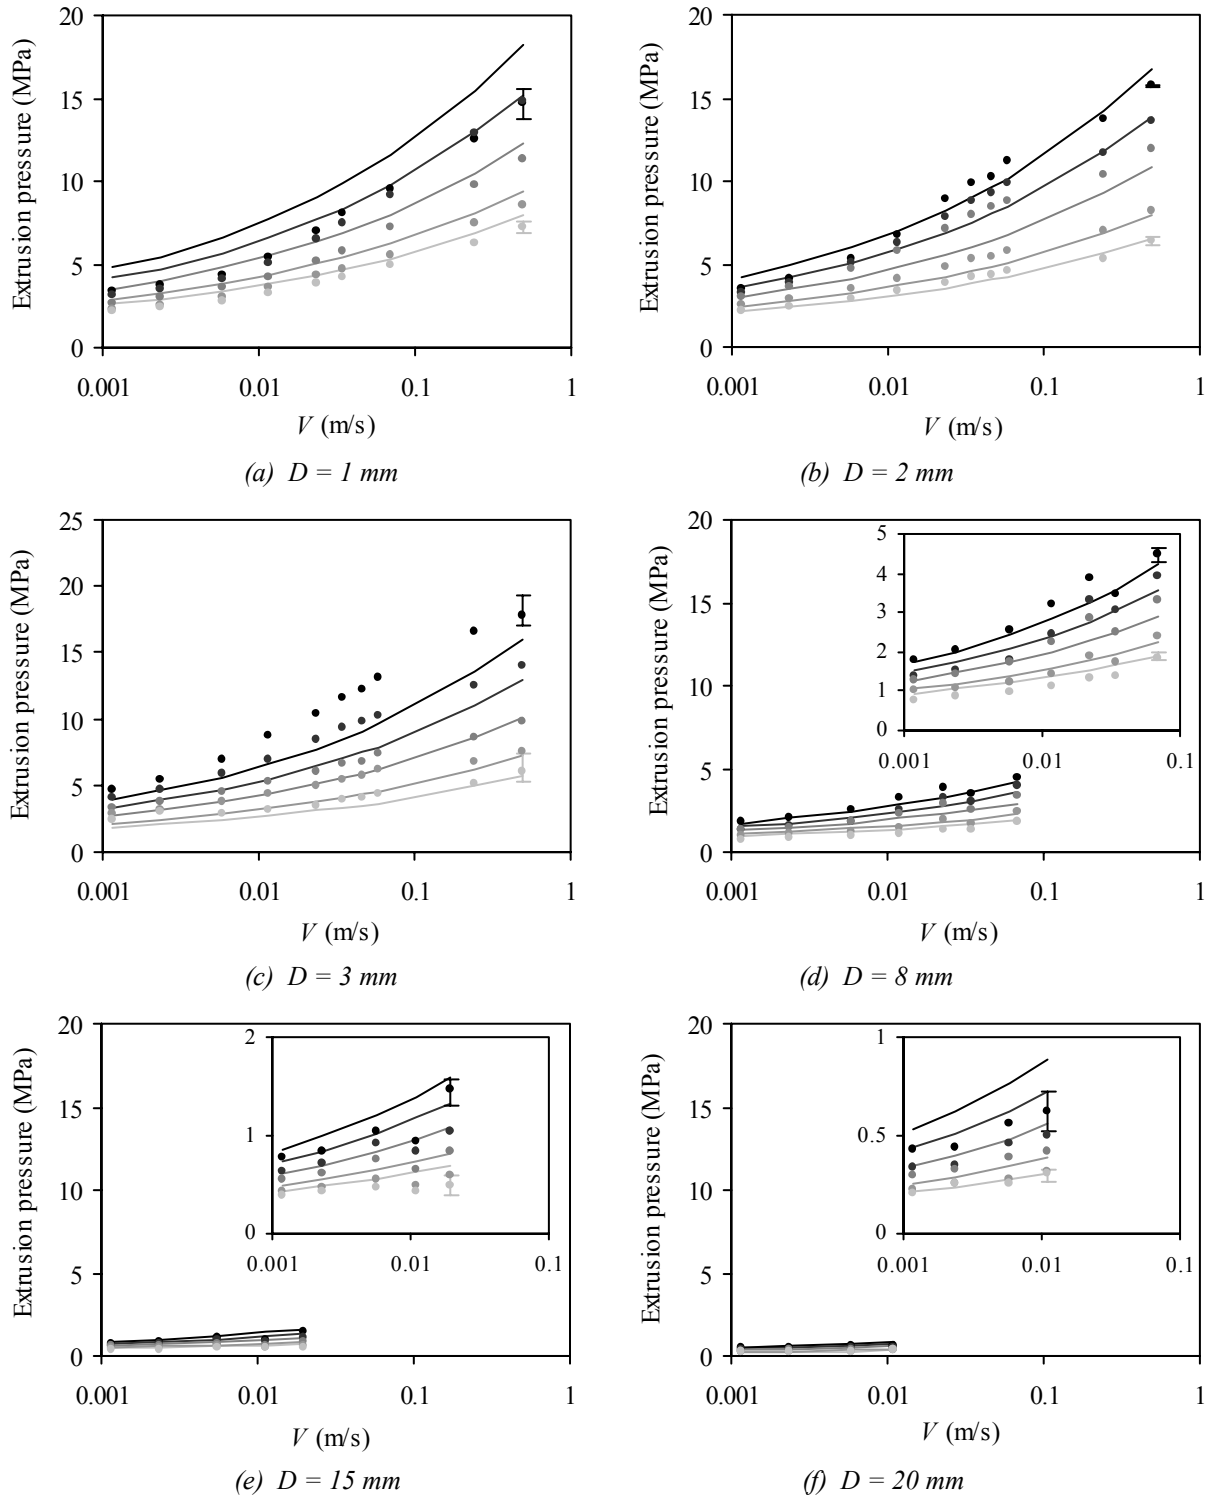 20
15
10
5
0
0.001 0.01 0.1 1
Extrusion pressure (MPa)
V (m/s)
(a) D = 1 mm
20
15
10
5
0
0.001 0.01 0.1 1
Extrusion pressure (MPa)
V (m/s)
(b) D = 2 mm
25
20
15
10
5
0
0.001 0.01 0.1 1
Extrusion pressure (MPa)
V (m/s)
(c) D = 3 mm
20
15
10
5
0
0.001 0.01 0.1 1
Extrusion pressure (MPa)
5
4
3
2
1
0
0.001 0.01 0.1
V (m/s)
(d) D = 8 mm
20
15
10
5
0
0.001 0.01 0.1 1
Extrusion pressure (MPa)
2
1
0
0.001 0.01 0.1
V (m/s)
(e) D = 15 mm
20
15
10
5
0
0.001 0.01 0.1 1
Extrusion pressure (MPa)
1
0.5
0
0.001 0.01 0.1
V (m/s)
(f) D = 20 mm